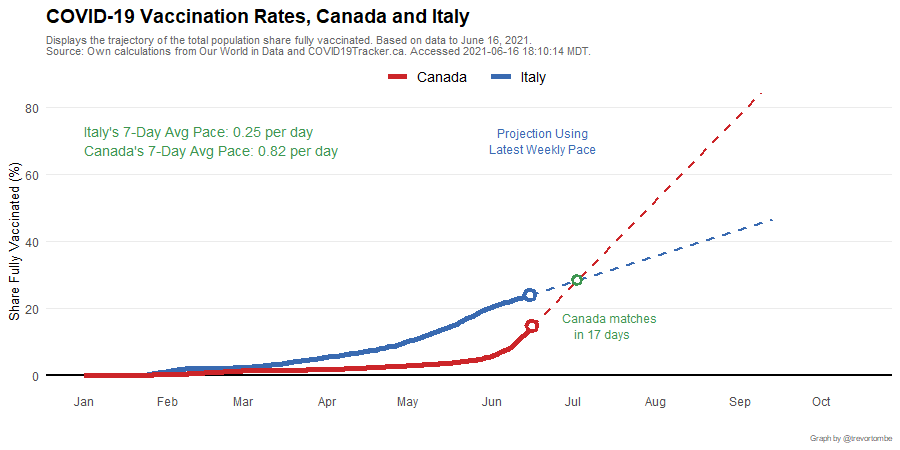 COVID-19 Vaccination Rates, Canada and Italy
Displays the trajectory of the total population share fully vaccinated. Based on data to June 16, 2021.
Source: Own calculations from Our World in Data and COVID19Tracker.ca. Accessed 2021-06-16 18:10:14 MDT.
Canada
Italy
80
Italy's 7-Day Avg Pace: 0.25 per day
Canada's 7-Day Avg Pace: 0.82 per day
Projection Using
Latest Weekly Pace
Share Fully Vaccinated (%)
60
40
20
0
Canada matches
in 17 days
Jan
Feb
Mar
Apr
May
Jun
Jul
Aug
Sep
Oct
Graph by @trevortombe